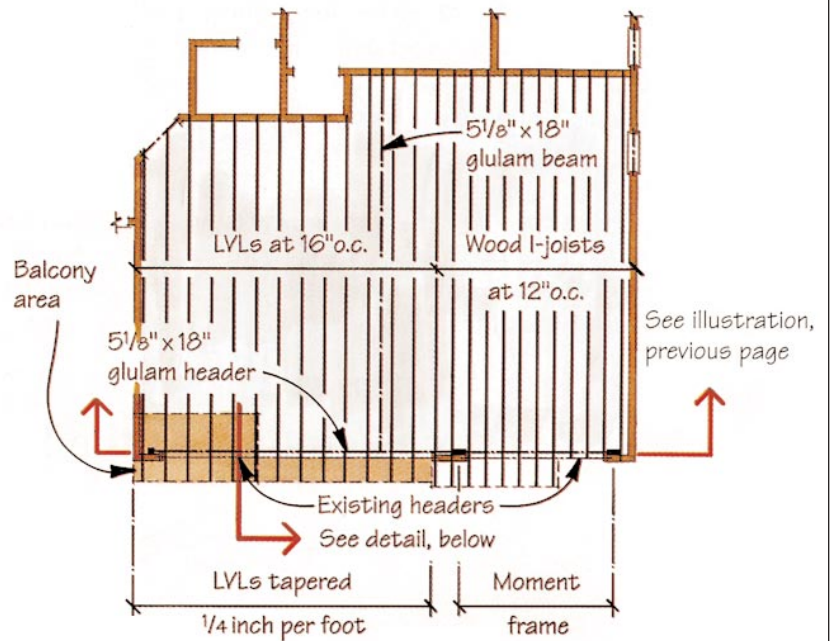 5 1/8" x 18"
glulam beam
LVLs at 16" o.c.
Wood I-joists
at 12" o.c.
Balcony
area
See illustration,
previous page
5 1/8" x 18"
glulam header
Existing headers
See detail, below
LVLs tapered
1/4 inch per foot
Moment
frame